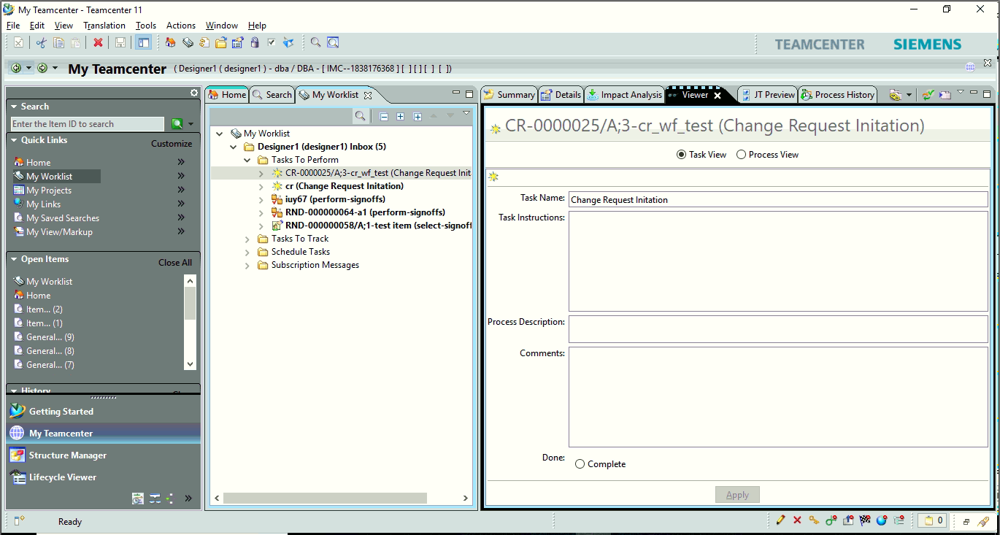 My Teamcenter - Teamcenter 11
File Edit View Translation Tools Actions Window Help
TEAMCENTER SIEMENS
My Teamcenter ( Designer1 ( designer1 ) - dba / DBA - [ IMC--1838176368 ] [ ] [ ] [ ] [ ])
Search
Enter the Item ID to search
Quick Links
Customize
Home
My Worklist
My Projects
My Links
My Saved Searches
My View/Markup
Open Items
Close All
My Worklist
Home
Item... (2)
Item... (1)
General... (9)
General... (8)
General... (7)
History
Getting Started
My Teamcenter
Structure Manager
Lifecycle Viewer
Home Search My Worklist
My Worklist
Designer1 (designer1) Inbox (5)
Tasks To Perform
CR-0000025/A;3-cr_wf_test (Change Request Init
cr (Change Request Initation)
iuy67 (perform-signoffs)
RND-000000064-a1 (perform-signoffs)
RND-000000058/A;1-test item (select-signoff
Tasks To Track
Schedule Tasks
Subscription Messages
Summary Details Impact Analysis Viewer JT Preview Process History
CR-0000025/A;3-cr_wf_test (Change Request Initation)
Task View Process View
Task Name: Change Request Initation
Task Instructions:
Process Description:
Comments:
Done: Complete
Apply
Ready
0